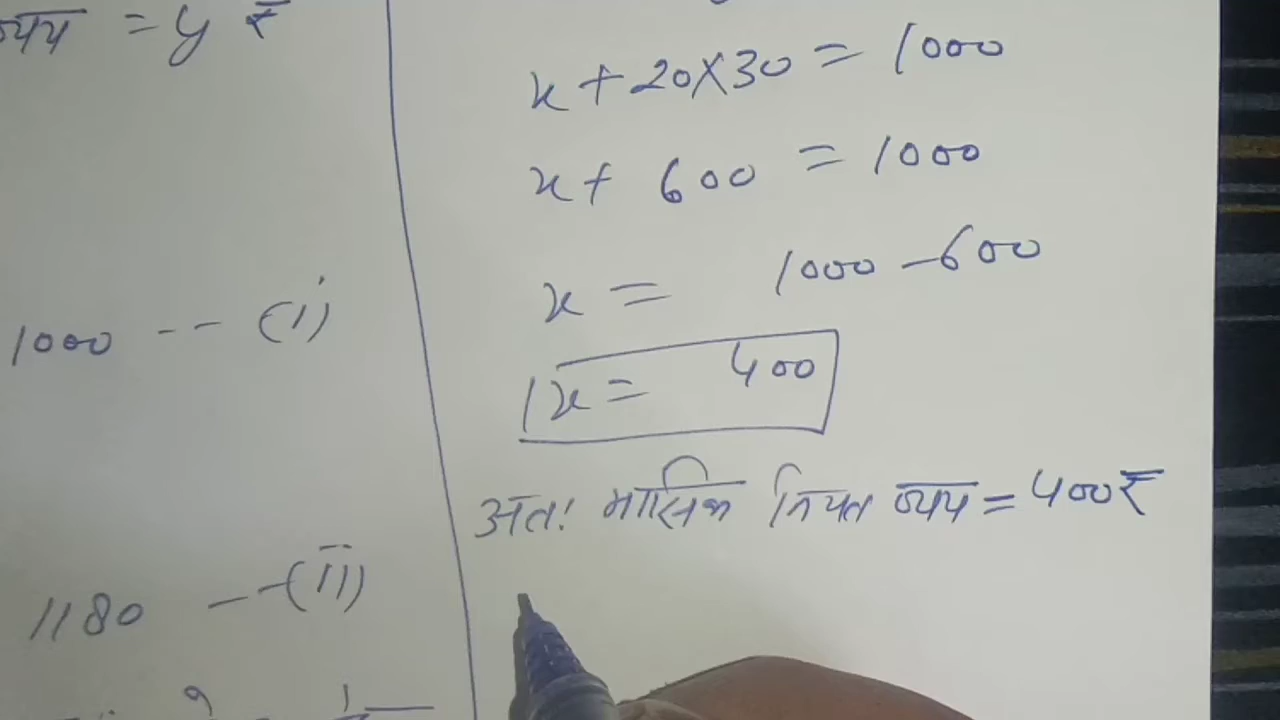 व्यय = y ₹
1000 -- (i)
1180 --(ii)
x + 20×30 = 1000
x + 600 = 1000
x = 1000 - 600
x = 400
अत: मासिक नियत व्यय = 400₹